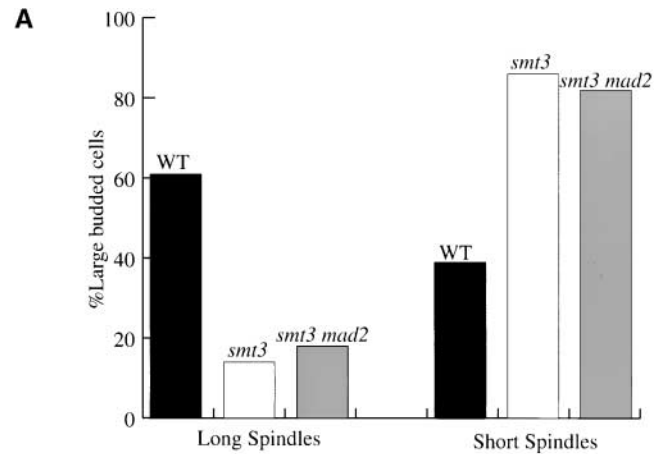 A
100
80
60
40
20
0
%Large budded cells
WT
smt3
smt3 mad2
WT
smt3
smt3 mad2
Long Spindles
Short Spindles